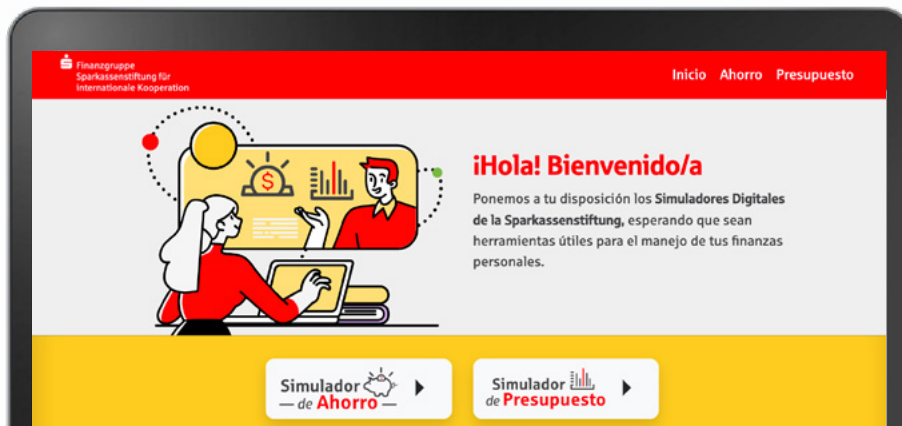 Finanzgruppe
Sparkassenstiftung für
Internationale Kooperation
Inicio Ahorro Presupuesto
$
¡Hola! Bienvenido/a
Ponemos a tu disposición los Simuladores Digitales
de la Sparkassenstiftung, esperando que sean
herramientas útiles para el manejo de tus finanzas
personales.
Simulador
de Ahorro
Simulador
de Presupuesto